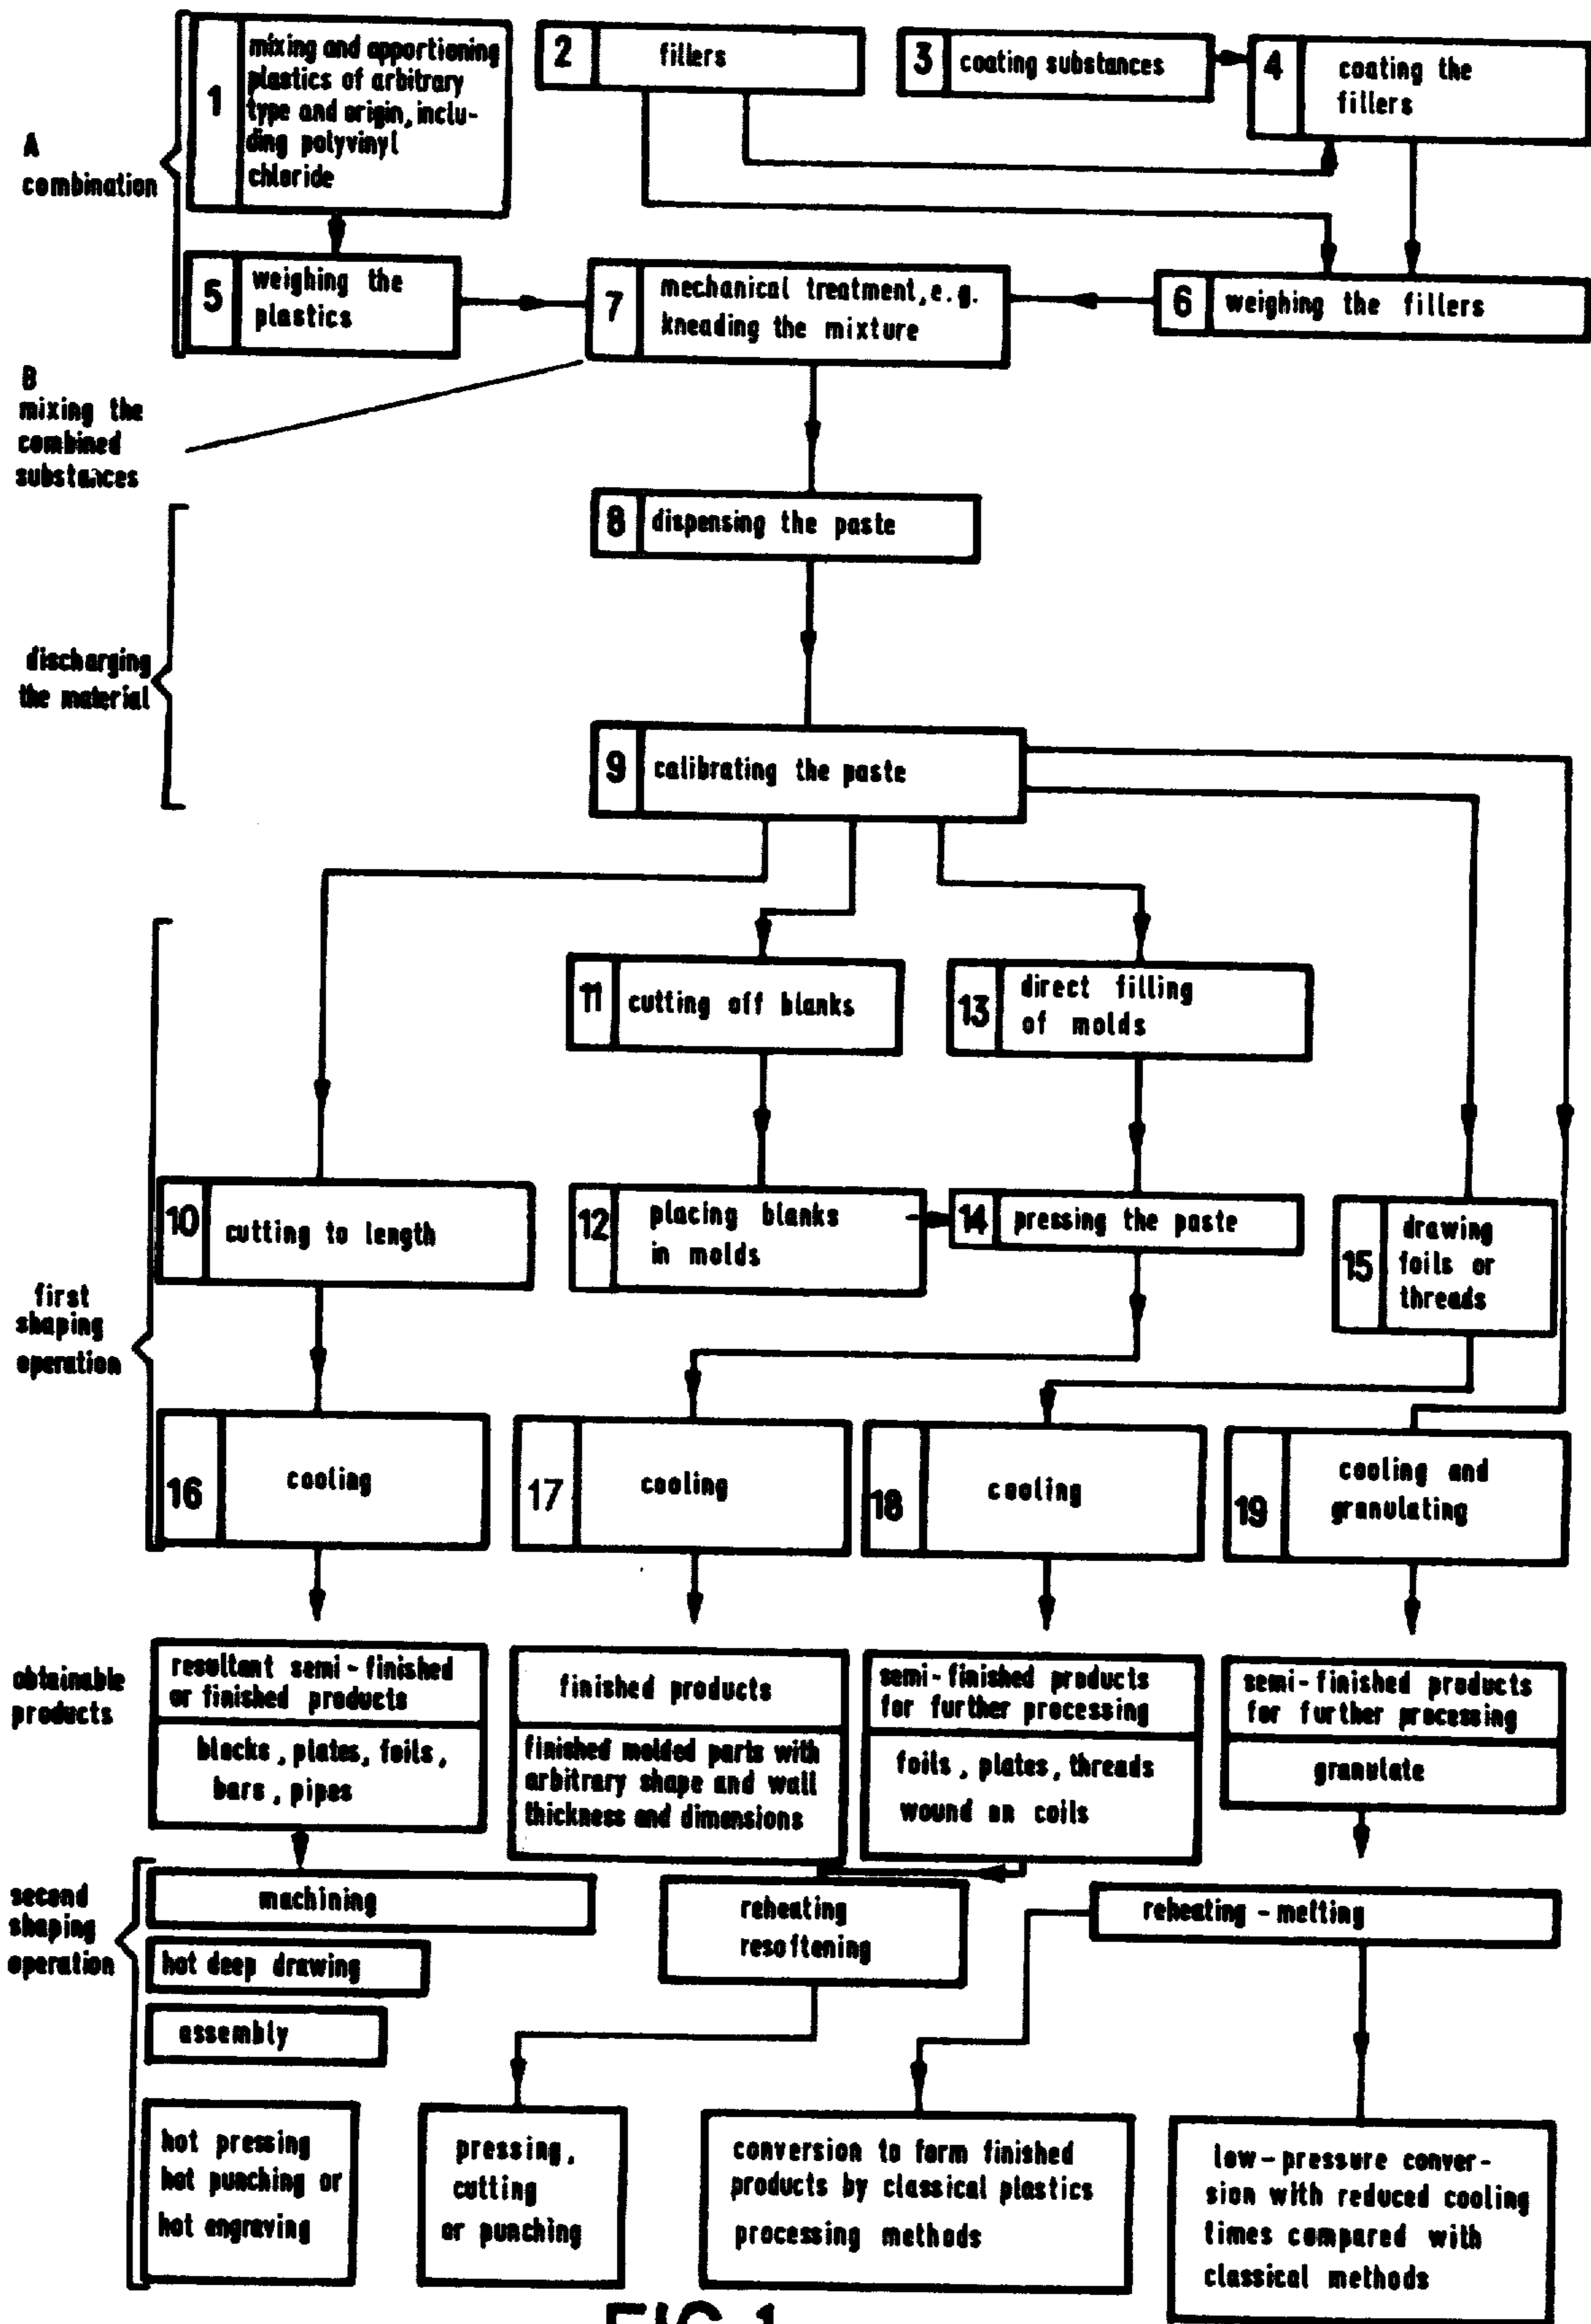 A
combination
1
mixing and apportioning
plastics of arbitrary
type and origin, inclu-
ding polyvinyl
chloride
2
fillers
3
coating substances
4
coating the
fillers
5
weighing the
plastics
7
mechanical treatment, e.g.
kneading the mixture
6
weighing the fillers
B
mixing the
combined
substances
8
dispensing the paste
discharging
the material
9
calibrating the paste
11
cutting off blanks
13
direct filling
of molds
10
cutting to length
12
placing blanks
in molds
14
pressing the paste
15
drawing
foils or
threads
first
shaping
operation
16
cooling
17
cooling
18
cooling
19
cooling and
granulating
obtainable
products
resultant semi-finished
or finished products
blocks, plates, foils,
bars, pipes
finished products
finished molded parts with
arbitrary shape and wall
thickness and dimensions
semi-finished products
for further processing
foils, plates, threads
wound on coils
semi-finished products
for further processing
granulate
second
shaping
operation
machining
hot deep drawing
assembly
hot pressing
hot punching or
hot engraving
reheating
resoftening
reheating - melting
pressing,
cutting
or punching
conversion to form finished
products by classical plastics
processing methods
low-pressure conver-
sion with reduced cooling
times compared with
classical methods
FIG.1